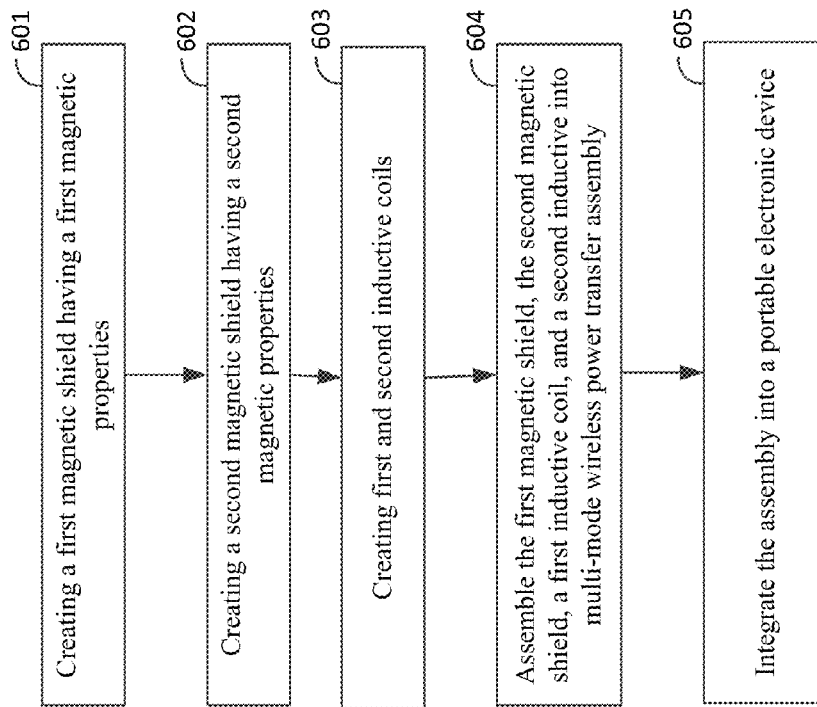 601
Creating a first magnetic shield having a first magnetic
properties
602
Creating a second magnetic shield having a second
magnetic properties
603
Creating first and second inductive coils
604
Assemble the first magnetic shield, the second magnetic
shield, a first inductive coil, and a second inductive into
multi-mode wireless power transfer assembly
605
Integrate the assembly into a portable electronic device